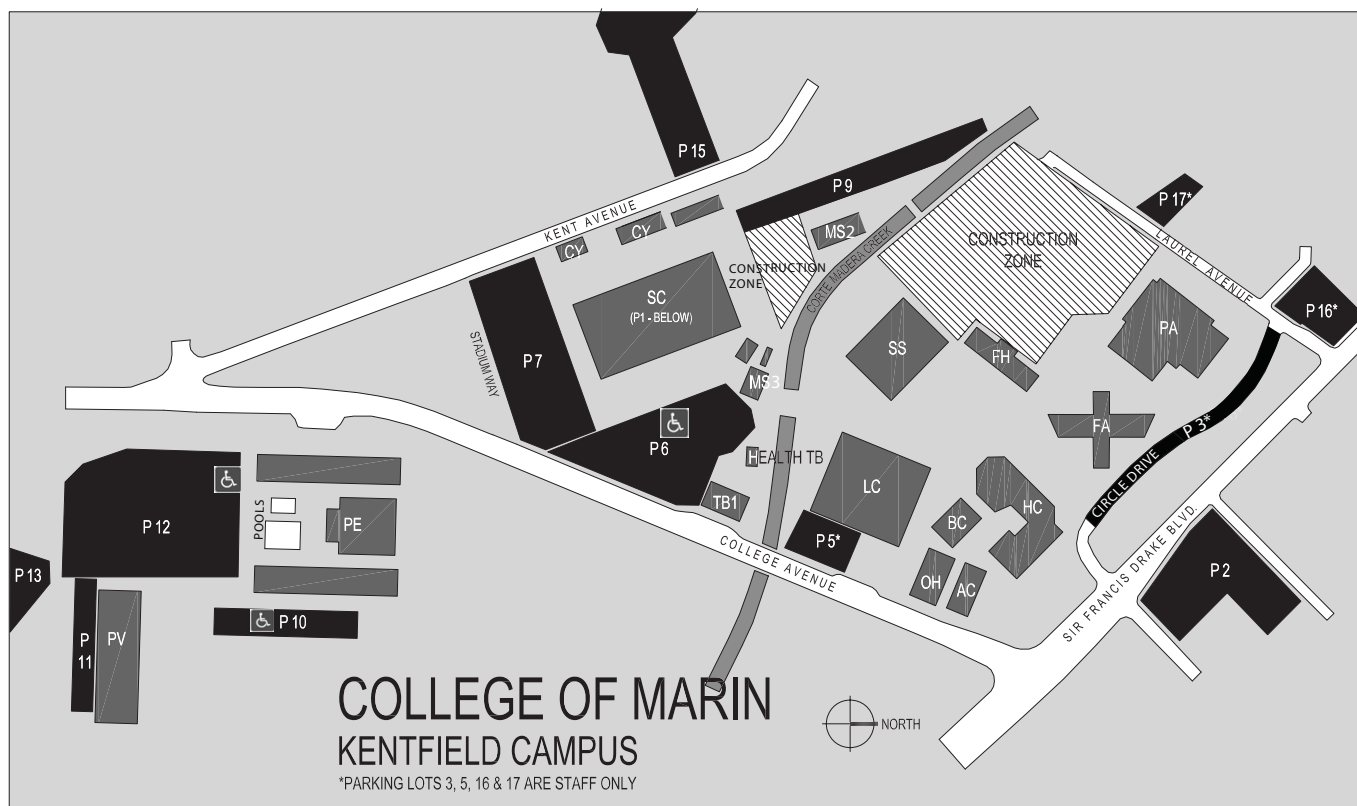 P 15
P 9
P 17*
KENT AVENUE
CY
CY
MS2
CONSTRUCTION
ZONE
LAUREL AVENUE
CONSTRUCTION
ZONE
CORTE MADERA CREEK
SC
(P1 - BELOW)
P 16*
PA
STADIUM WAY
P7
SS
FH
MS3
P 3*
CIRCLE DRIVE
FA
P6
HEALTH TB
TB1
LC
HC
BC
P 12
POOLS
PE
P 5*
COLLEGE AVENUE
SIR FRANCIS DRAKE BLVD.
P 2
P 13
OH
AC
P 10
P
11
PV
COLLEGE OF MARIN
KENTFIELD CAMPUS
*PARKING LOTS 3, 5, 16 & 17 ARE STAFF ONLY
NORTH